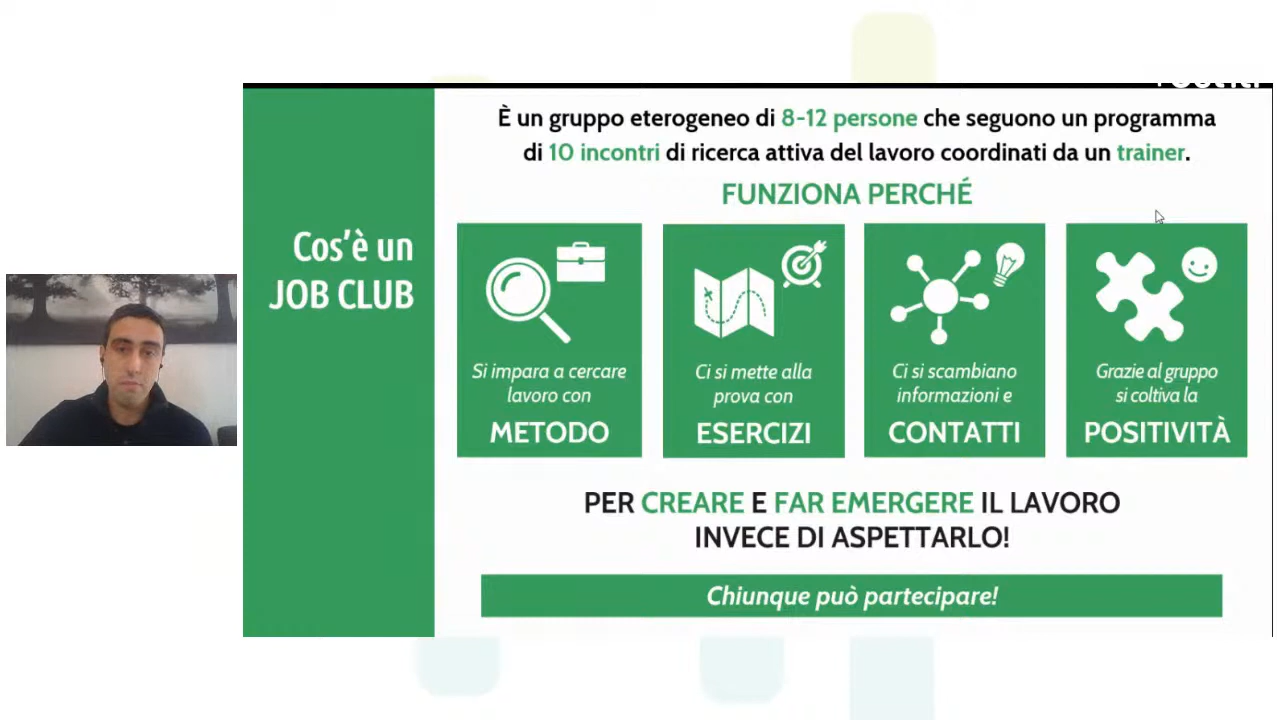 È un gruppo eterogeneo di 8-12 persone che seguono un programma
di 10 incontri di ricerca attiva del lavoro coordinati da un trainer.
FUNZIONA PERCHÉ
Cos'è un
JOB CLUB
Si impara a cercare
lavoro con
METODO
Ci si mette alla
prova con
ESERCIZI
Ci si scambiano
informazioni e
CONTATTI
Grazie al gruppo
si coltiva la
POSITIVITÀ
PER CREARE E FAR EMERGERE IL LAVORO
INVECE DI ASPETTARLO!
Chiunque può partecipare!